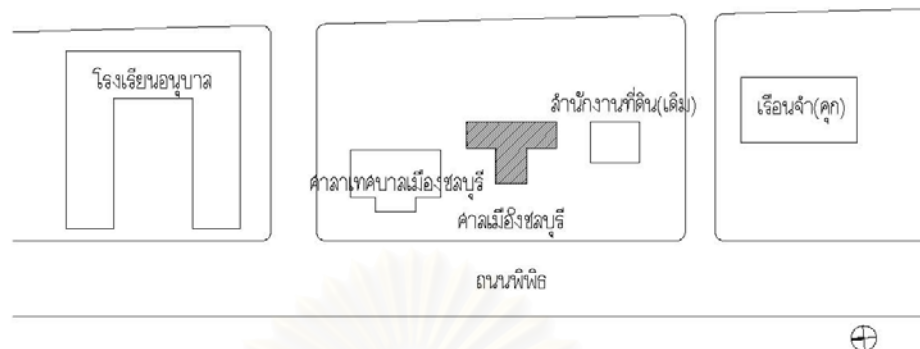 โรงเรียนอนุบาล
สำนักงานที่ดิน(เดิม)
เรือนจำ(คุก)
ศาลาเทศบาลเมืองชลบุรี
ศาลเมืองชลบุรี
ถนนพิพิธ